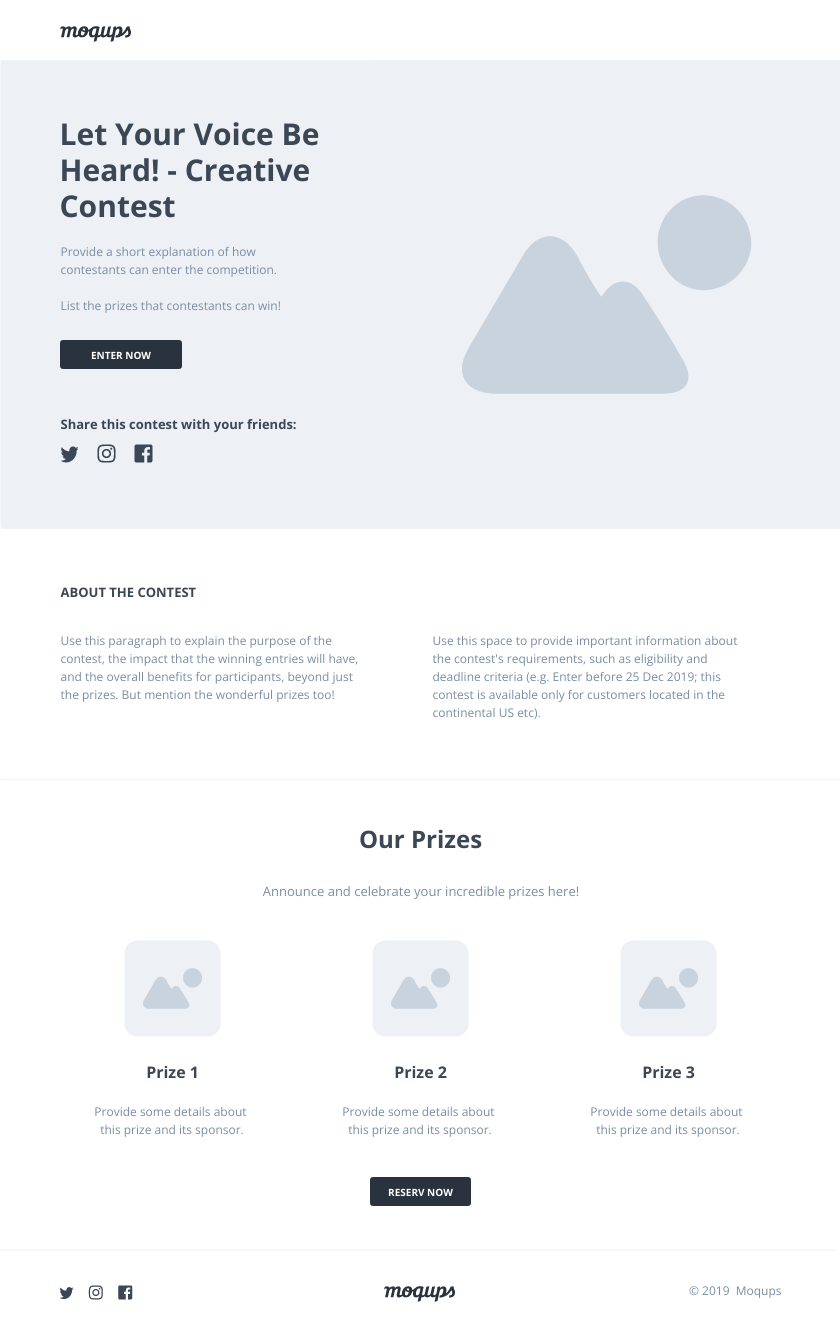 moqups
Let Your Voice Be
Heard! - Creative
Contest
Provide a short explanation of how
contestants can enter the competition.
List the prizes that contestants can win!
ENTER NOW
Share this contest with your friends:
ABOUT THE CONTEST
Use this paragraph to explain the purpose of the
contest, the impact that the winning entries will have,
and the overall benefits for participants, beyond just
the prizes. But mention the wonderful prizes too!
Use this space to provide important information about
the contest's requirements, such as eligibility and
deadline criteria (e.g. Enter before 25 Dec 2019; this
contest is available only for customers located in the
continental US etc).
Our Prizes
Announce and celebrate your incredible prizes here!
Prize 1
Provide some details about
this prize and its sponsor.
Prize 2
Provide some details about
this prize and its sponsor.
Prize 3
Provide some details about
this prize and its sponsor.
RESERV NOW
moqups
© 2019 Moqups